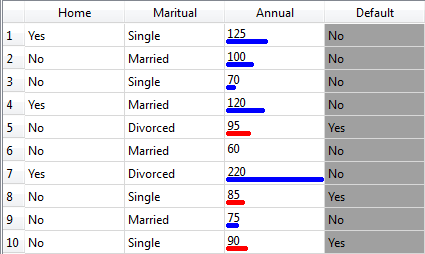 Home Maritual Annual Default
1 Yes Single 125 No
2 No Married 100 No
3 No Single 70 No
4 Yes Married 120 No
5 No Divorced 95 Yes
6 No Married 60 No
7 Yes Divorced 220 No
8 No Single 85 Yes
9 No Married 75 No
10 No Single 90 Yes